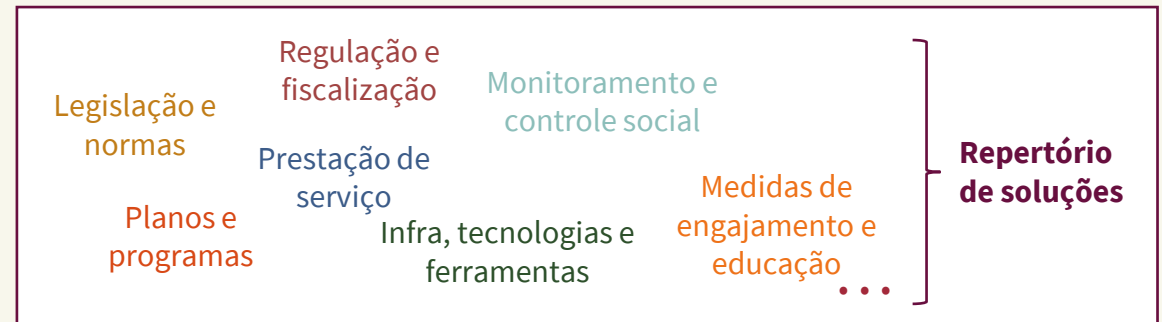 Regulação e
fiscalização
Monitoramento e
controle social
Legislação e
normas
Prestação de
serviço
Medidas de
engajamento e
educação
Planos e
programas
Infra, tecnologias e
ferramentas
...
Repertório
de soluções